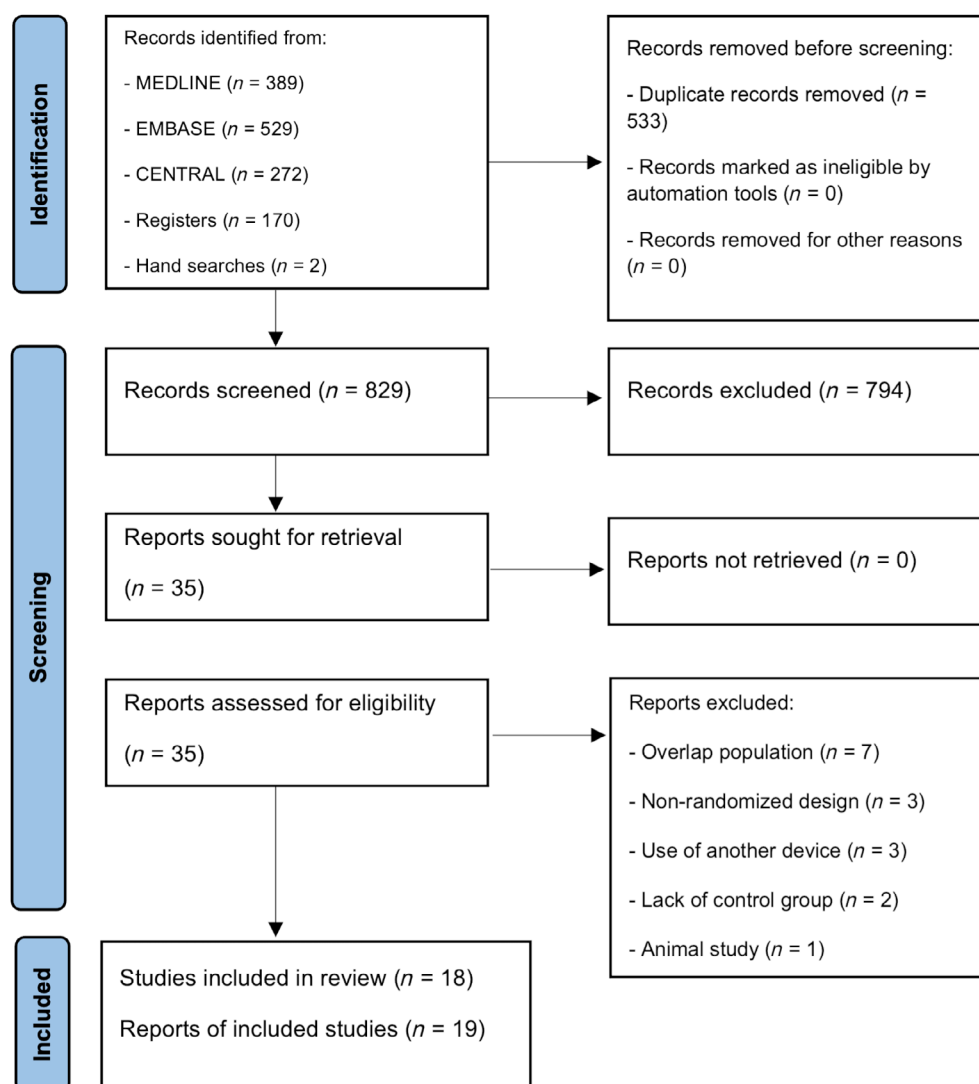 Identification
Records identified from:
- MEDLINE (n = 389)
- EMBASE (n = 529)
- CENTRAL (n = 272)
- Registers (n = 170)
- Hand searches (n = 2)
Records removed before screening:
- Duplicate records removed (n =
533)
- Records marked as ineligible by
automation tools (n = 0)
- Records removed for other reasons
(n = 0)
Screening
Records screened (n = 829)
Records excluded (n = 794)
Reports sought for retrieval
(n = 35)
Reports not retrieved (n = 0)
Reports assessed for eligibility
(n = 35)
Reports excluded:
- Overlap population (n = 7)
- Non-randomized design (n = 3)
- Use of another device (n = 3)
- Lack of control group (n = 2)
- Animal study (n = 1)
Included
Studies included in review (n = 18)
Reports of included studies (n = 19)